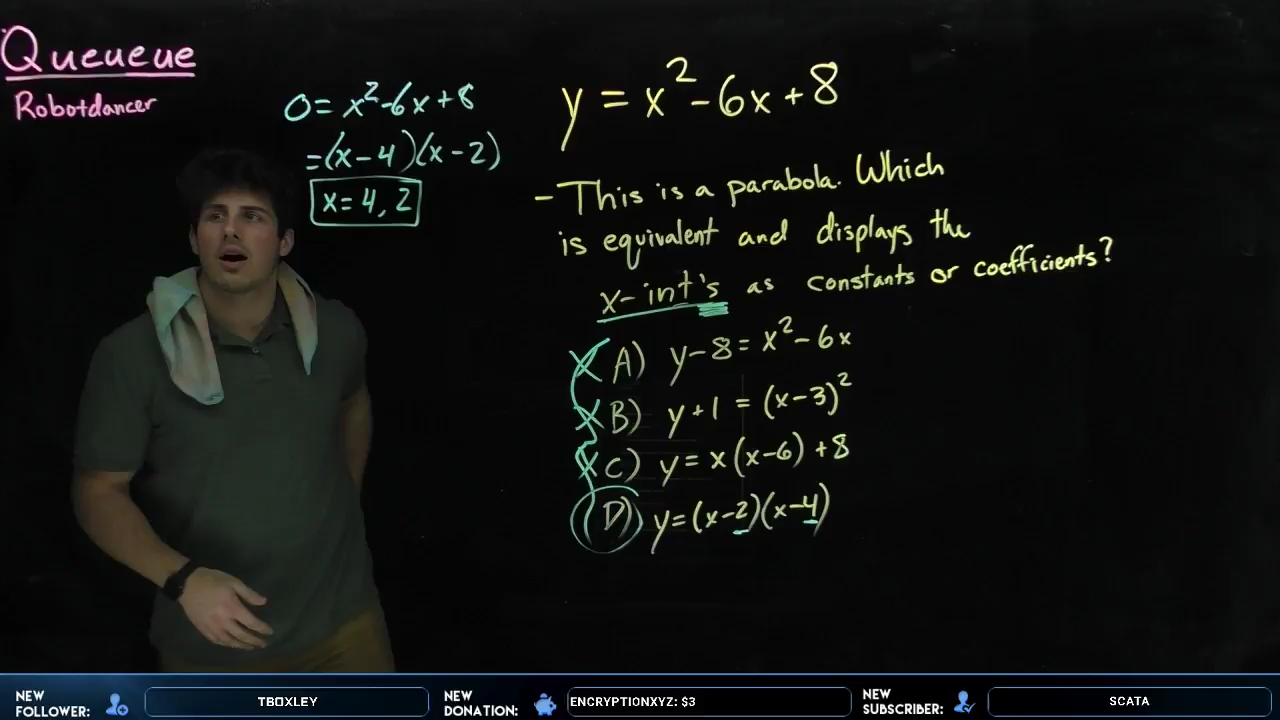 Queueue
Robotdancer
0 = x²-6x+8
=(x-4)(x-2)
x=4, 2
y = x²-6x+8
- This is a parabola. Which
is equivalent and displays the
x-int's as constants or coefficients?
A) y-8 = x²-6x
B) y+1 = (x-3)²
C) y= x(x-6)+8
D) y=(x-2)(x-4)
NEW FOLLOWER: TBOXLEY
NEW DONATION: ENCRYPTIONXYZ: $3
NEW SUBSCRIBER: SCATA